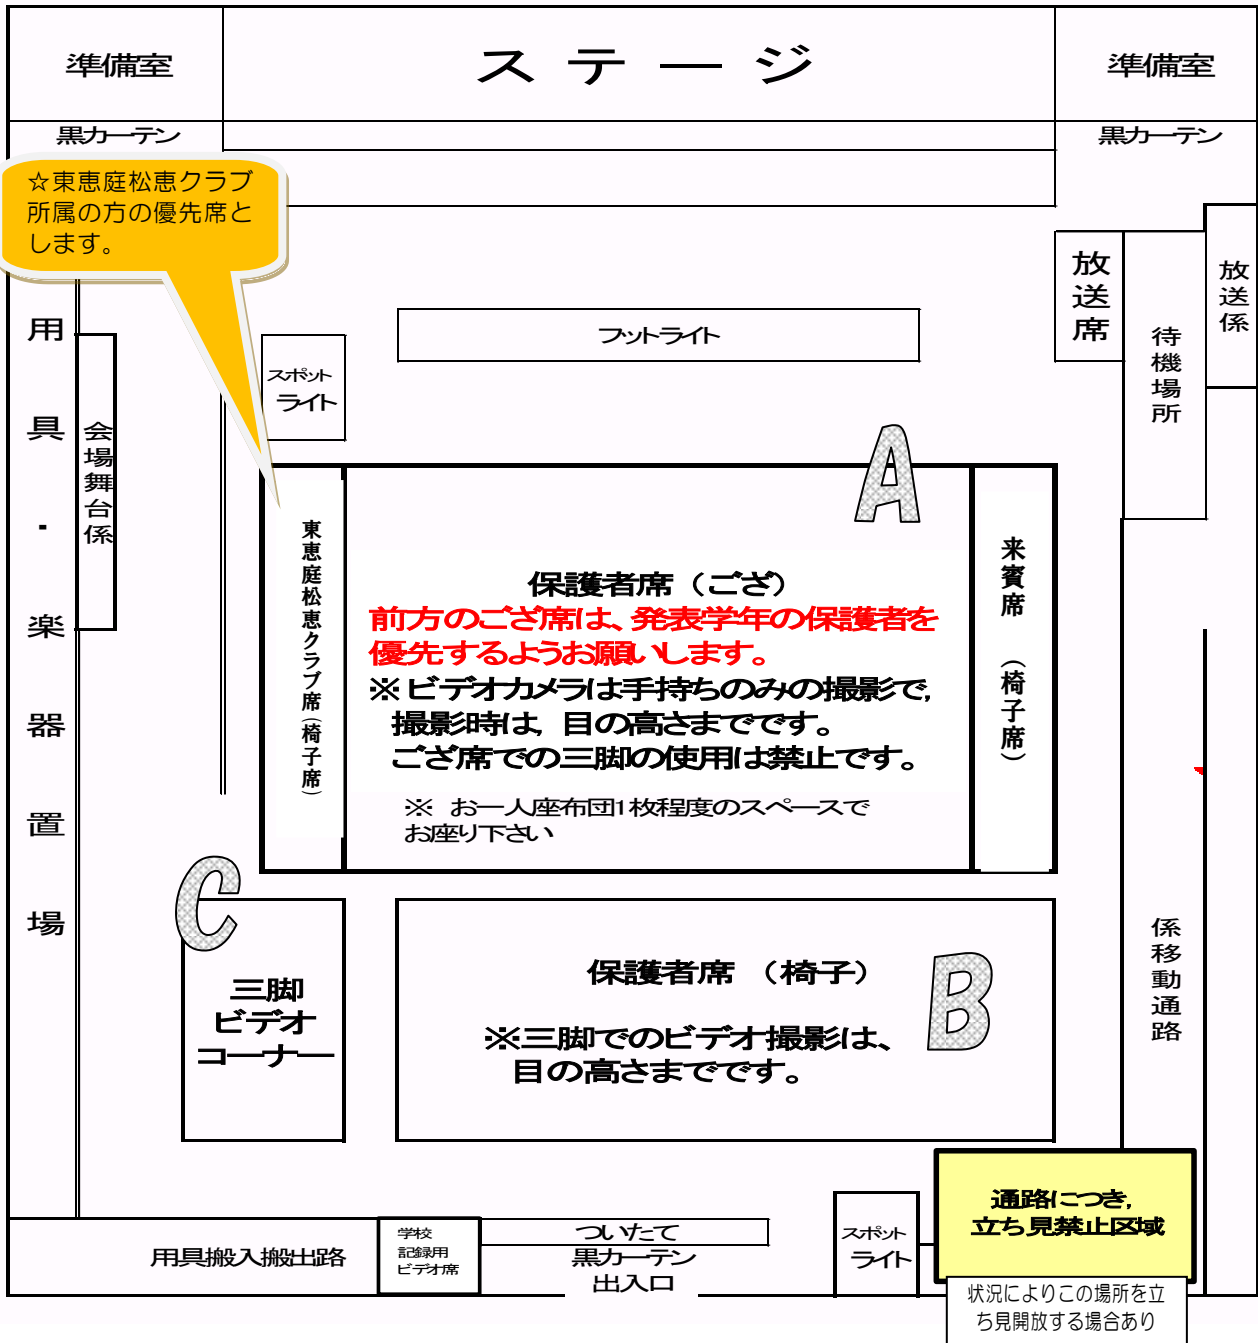 準備室
ステージ
準備室
黒カーテン
黒カーテン
☆東恵庭松恵クラブ
所属の方の優先席と
します。
放送席
放送係
待機場所
用具・楽器置場
会場舞台係
フットライト
スポット
ライト
A
東恵庭松恵クラブ席(椅子席)
保護者席(ござ)
前方のござ席は、発表学年の保護者を
優先するようお願いします。
※ビデオカメラは手持ちのみの撮影で,
撮影時は,目の高さまでです。
ござ席での三脚の使用は禁止です。
※ お一人座布団1枚程度のスペースで
お座り下さい
来賓席 (椅子席)
C
三脚
ビデオ
コーナー
保護者席 (椅子)
B
※三脚でのビデオ撮影は、
目の高さまでです。
係移動通路
通路につき,
立ち見禁止区域
状況によりこの場所を立
ち見開放する場合あり
用具搬入搬出路
学校
記録用
ビデオ席
ついたて
黒カーテン
出入口
スポット
ライト